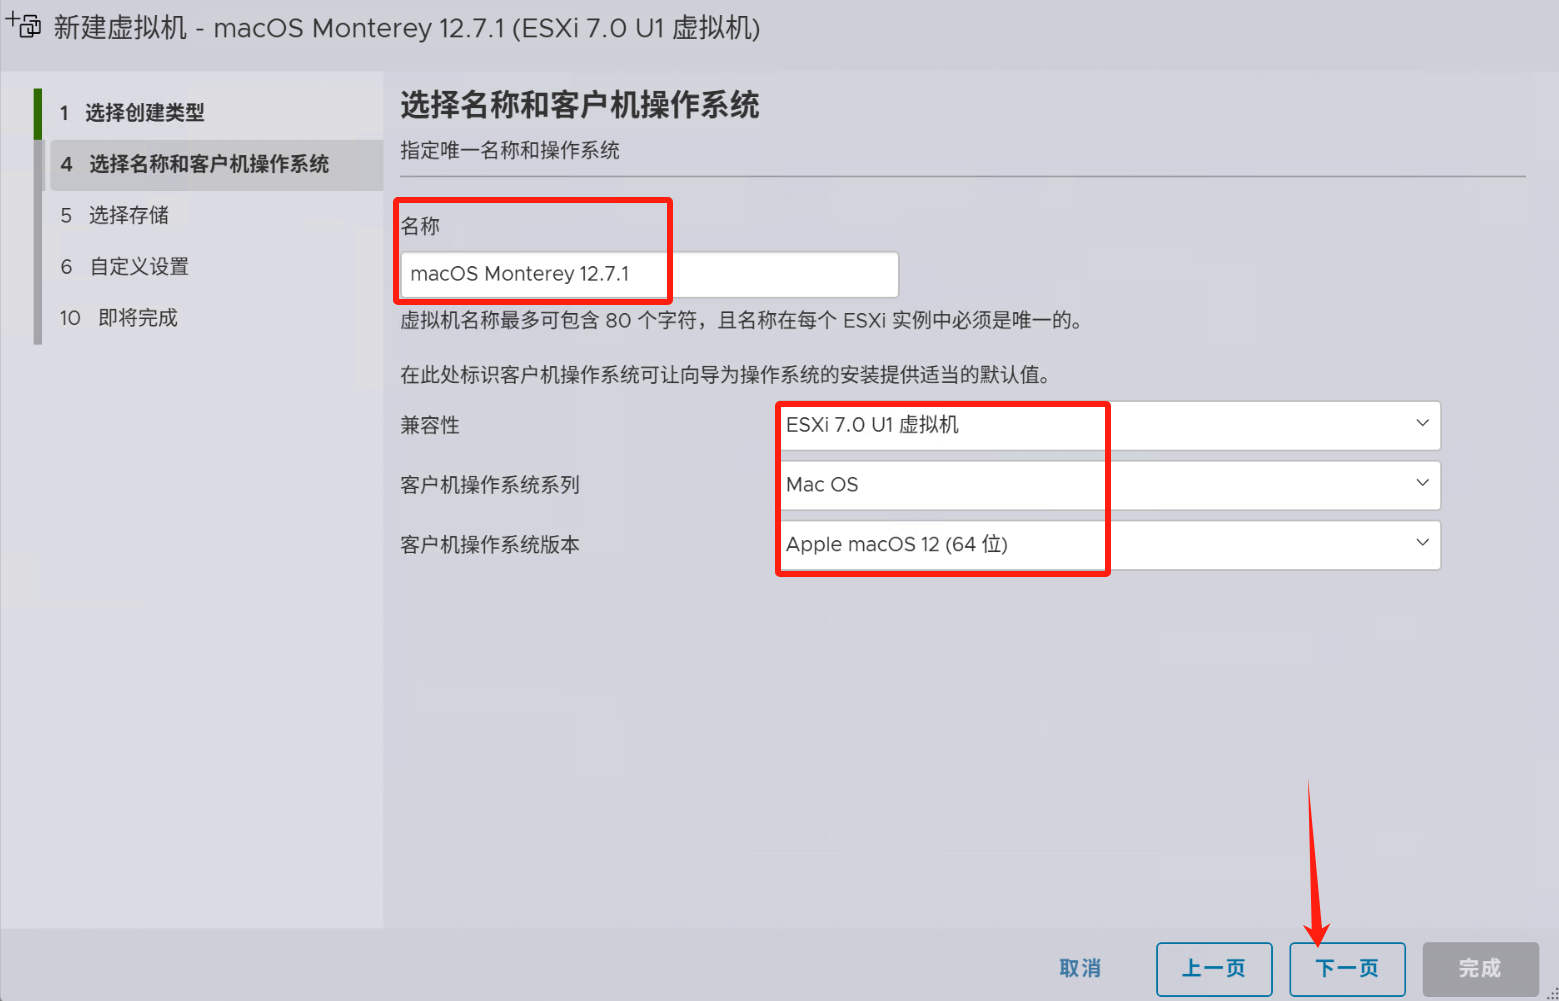 新建虚拟机 - macOS Monterey 12.7.1 (ESXi 7.0 U1 虚拟机)
1 选择创建类型
4 选择名称和客户机操作系统
5 选择存储
6 自定义设置
10 即将完成
选择名称和客户机操作系统
指定唯一名称和操作系统
名称
macOS Monterey 12.7.1
虚拟机名称最多可包含 80 个字符，且名称在每个 ESXi 实例中必须是唯一的。
在此处标识客户机操作系统可让向导为操作系统的安装提供适当的默认值。
兼容性 ESXi 7.0 U1 虚拟机
客户机操作系统系列 Mac OS
客户机操作系统版本 Apple macOS 12 (64 位)
取消 上一页 下一页 完成